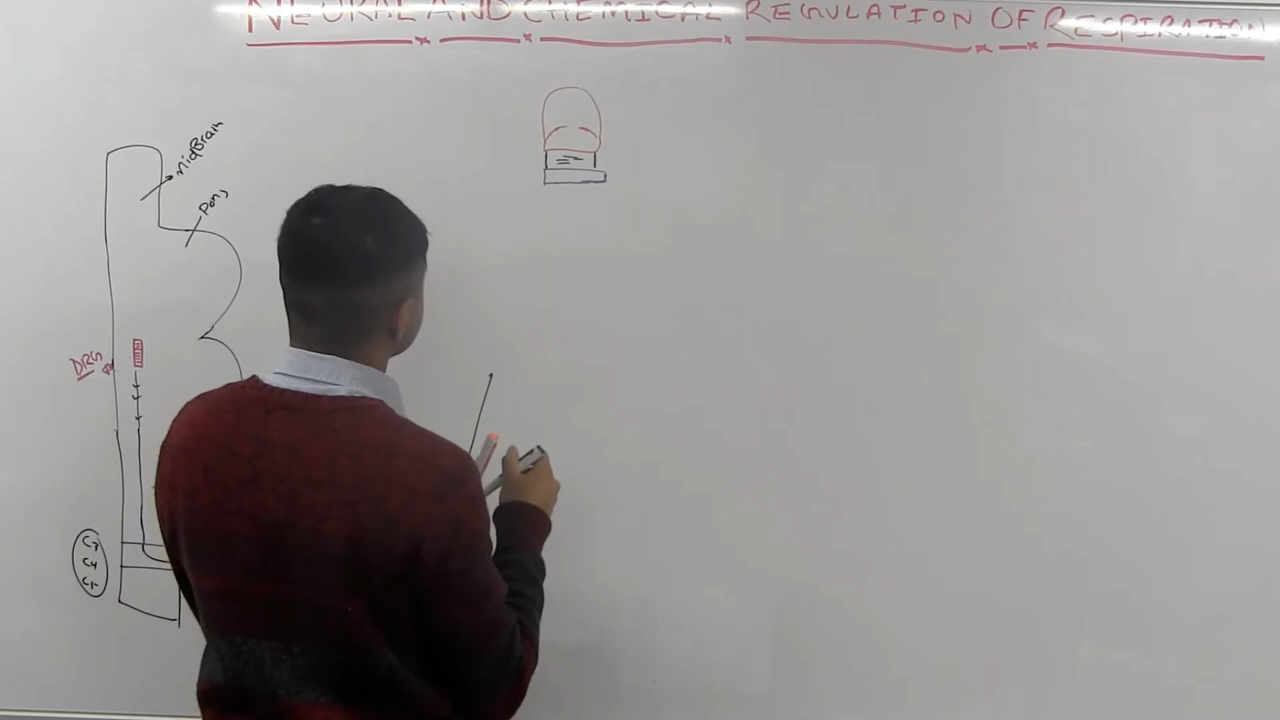 NEURAL AND CHEMICAL REGULATION OF RESPIRATION
MidBrain
Pons
DRG
C3
C4
C5